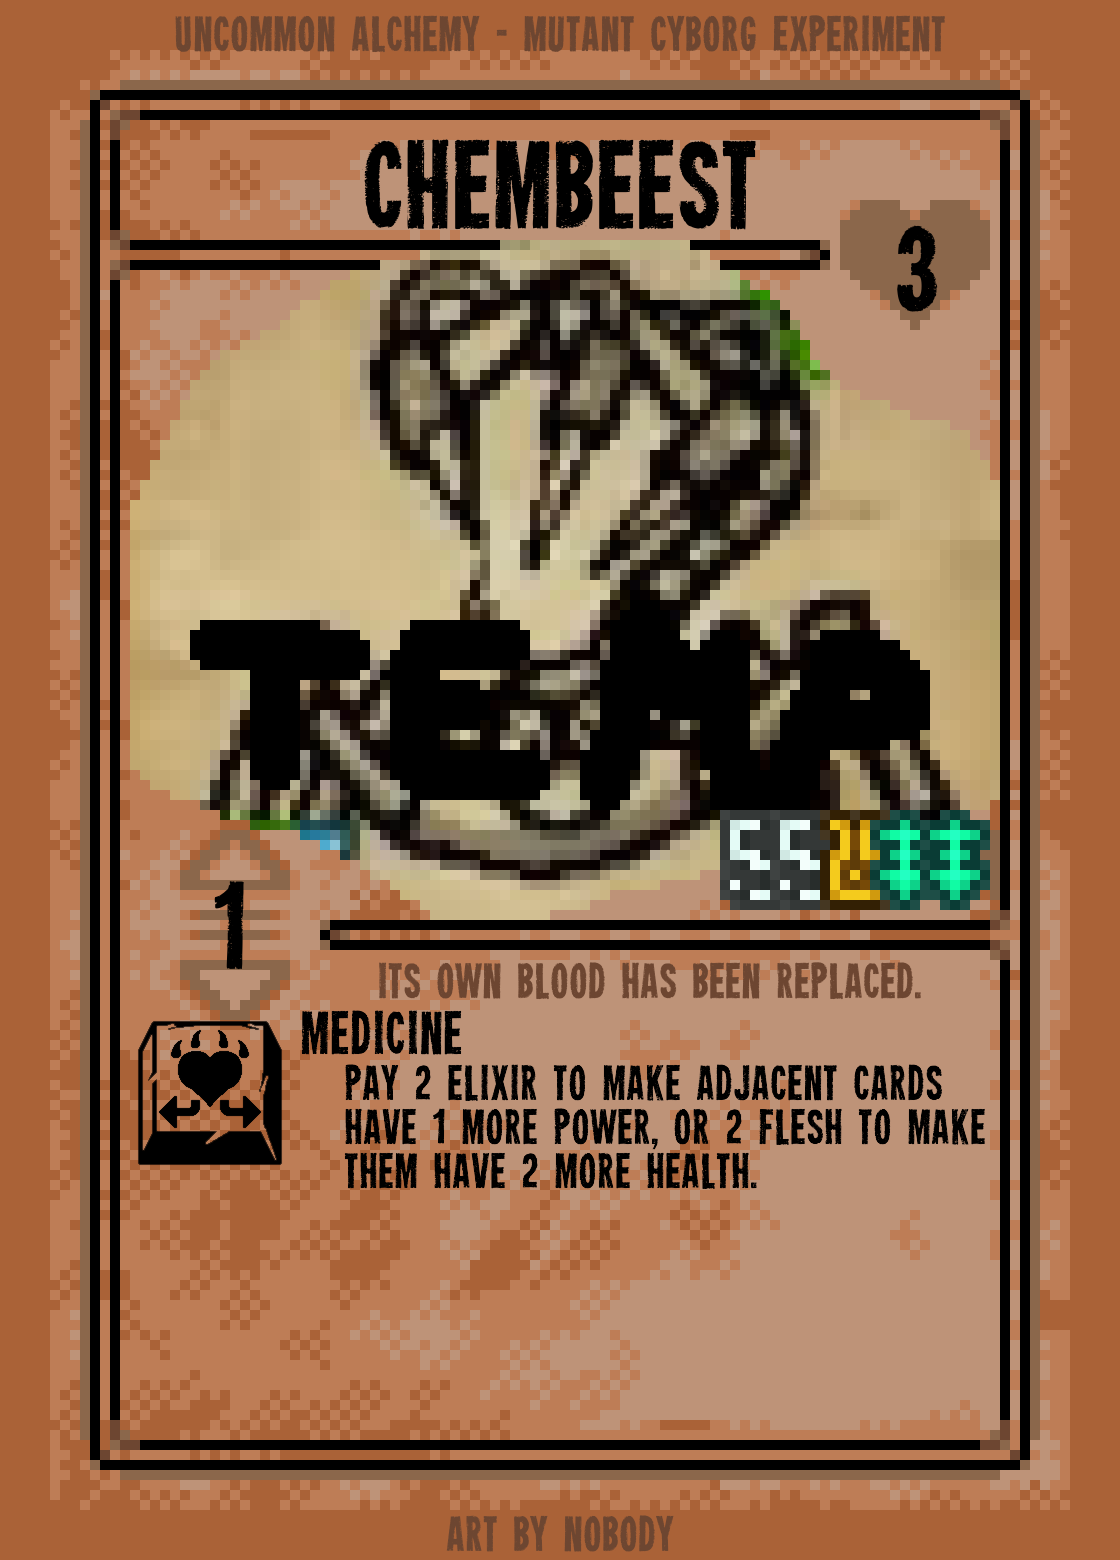 UNCOMMON ALCHEMY - MUTANT CYBORG EXPERIMENT
CHEMBEEST
3
TEMP
1
ITS OWN BLOOD HAS BEEN REPLACED.
MEDICINE
PAY 2 ELIXIR TO MAKE ADJACENT CARDS
HAVE 1 MORE POWER, OR 2 FLESH TO MAKE
THEM HAVE 2 MORE HEALTH.
ART BY NOBODY